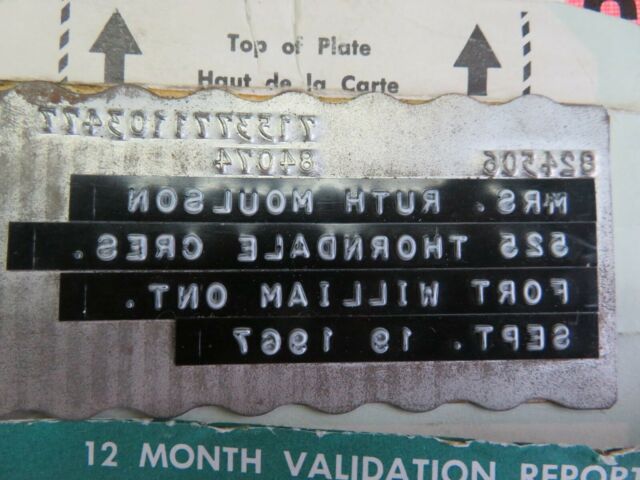 Top of Plate
Haut de la Carte
7153771103477
824506 84074
MRS. RUTH MOULSON
525 THORNDALE CRES.
FORT WILLIAM ONT.
SEPT. 19 1967
12 MONTH VALIDATION REPORT